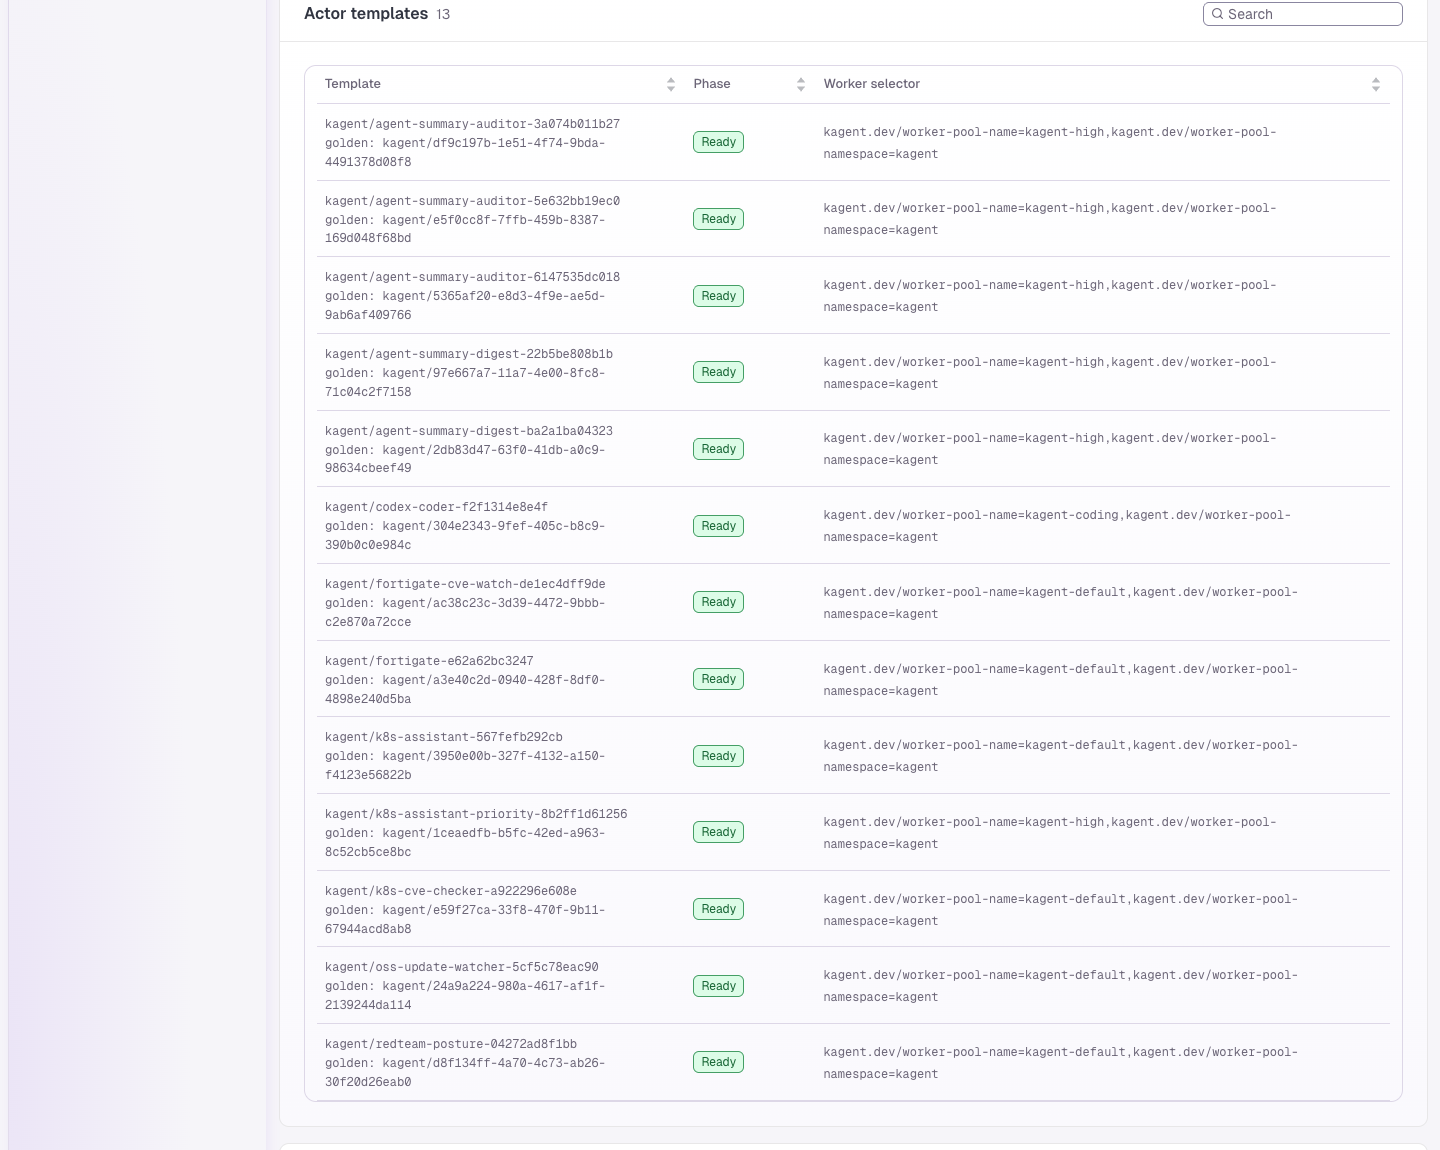 Actor templates 13
Search
Template Phase Worker selector
kagent/agent-summary-auditor-3a074b011b27
golden: kagent/df9c197b-1e51-4f74-9bda-
4491378d08f8
Ready
kagent.dev/worker-pool-name=kagent-high,kagent.dev/worker-pool-
namespace=kagent
kagent/agent-summary-auditor-5e632bb19ec0
golden: kagent/e5f0cc8f-7ffb-459b-8387-
169d048f68bd
Ready
kagent.dev/worker-pool-name=kagent-high,kagent.dev/worker-pool-
namespace=kagent
kagent/agent-summary-auditor-6147535dc018
golden: kagent/5365af20-e8d3-4f9e-ae5d-
9ab6af409766
Ready
kagent.dev/worker-pool-name=kagent-high,kagent.dev/worker-pool-
namespace=kagent
kagent/agent-summary-digest-22b5be808b1b
golden: kagent/97e667a7-11a7-4e00-8fc8-
71c04c2f7158
Ready
kagent.dev/worker-pool-name=kagent-high,kagent.dev/worker-pool-
namespace=kagent
kagent/agent-summary-digest-ba2a1ba04323
golden: kagent/2db83d47-63f0-41db-a0c9-
98634cbeef49
Ready
kagent.dev/worker-pool-name=kagent-high,kagent.dev/worker-pool-
namespace=kagent
kagent/codex-coder-f2f1314e8e4f
golden: kagent/304e2343-9fef-405c-b8c9-
390b0c0e984c
Ready
kagent.dev/worker-pool-name=kagent-coding,kagent.dev/worker-pool-
namespace=kagent
kagent/fortigate-cve-watch-de1ec4dff9de
golden: kagent/ac38c23c-3d39-4472-9bbb-
c2e870a72cce
Ready
kagent.dev/worker-pool-name=kagent-default,kagent.dev/worker-pool-
namespace=kagent
kagent/fortigate-e62a62bc3247
golden: kagent/a3e40c2d-0940-428f-8df0-
4898e240d5ba
Ready
kagent.dev/worker-pool-name=kagent-default,kagent.dev/worker-pool-
namespace=kagent
kagent/k8s-assistant-567fefb292cb
golden: kagent/3950e00b-327f-4132-a150-
f4123e56822b
Ready
kagent.dev/worker-pool-name=kagent-default,kagent.dev/worker-pool-
namespace=kagent
kagent/k8s-assistant-priority-8b2ff1d61256
golden: kagent/1ceaedfb-b5fc-42ed-a963-
8c52cb5ce8bc
Ready
kagent.dev/worker-pool-name=kagent-high,kagent.dev/worker-pool-
namespace=kagent
kagent/k8s-cve-checker-a922296e608e
golden: kagent/e59f27ca-33f8-470f-9b11-
67944acd8ab8
Ready
kagent.dev/worker-pool-name=kagent-default,kagent.dev/worker-pool-
namespace=kagent
kagent/oss-update-watcher-5cf5c78eac90
golden: kagent/24a9a224-980a-4617-af1f-
2139244da114
Ready
kagent.dev/worker-pool-name=kagent-default,kagent.dev/worker-pool-
namespace=kagent
kagent/redteam-posture-04272ad8f1bb
golden: kagent/d8f134ff-4a70-4c73-ab26-
30f20d26eab0
Ready
kagent.dev/worker-pool-name=kagent-default,kagent.dev/worker-pool-
namespace=kagent